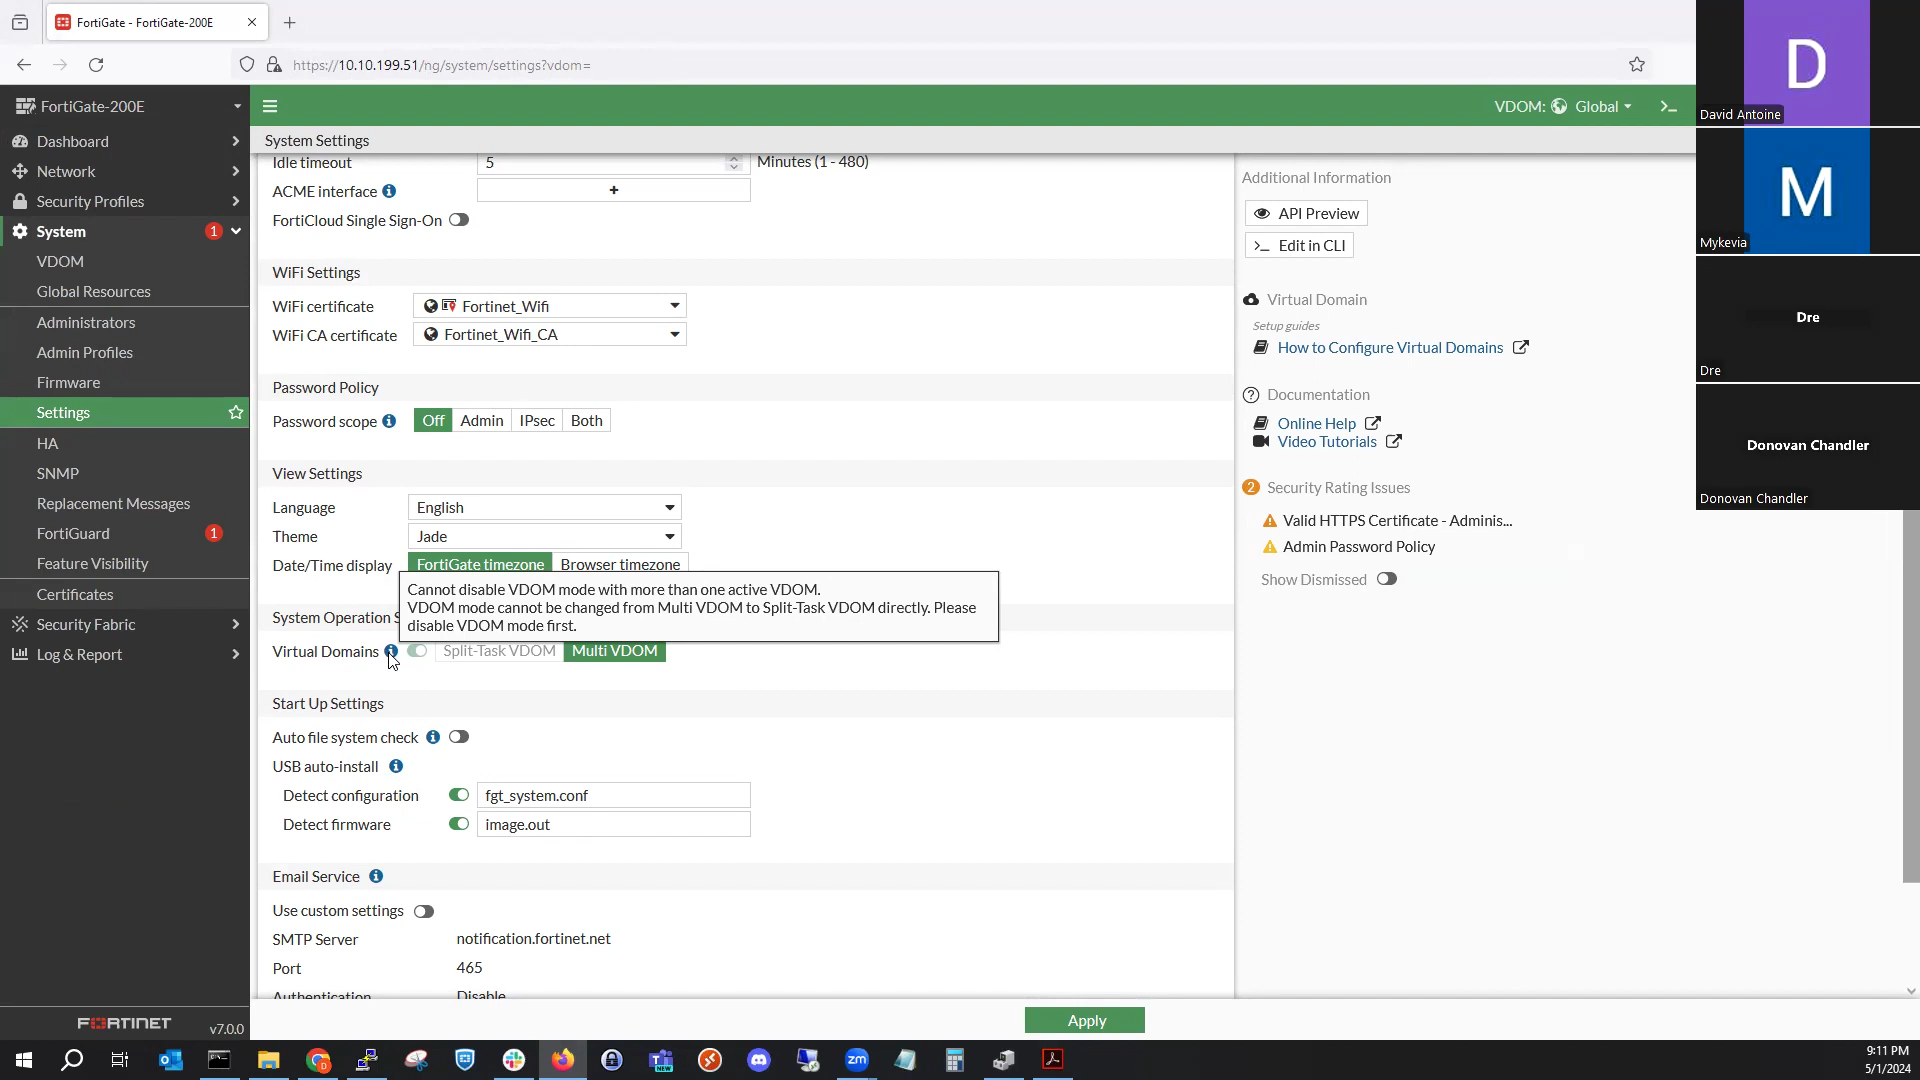 FortiGate - FortiGate-200E
https://10.10.199.51/ng/system/settings?vdom=
FortiGate-200E
Dashboard
Network
Security Profiles
System 1
VDOM
Global Resources
Administrators
Admin Profiles
Firmware
Settings
HA
SNMP
Replacement Messages
FortiGuard 1
Feature Visibility
Certificates
Security Fabric
Log & Report
FORTINET v7.0.0
VDOM: Global
System Settings
Idle timeout 5 Minutes (1 - 480)
ACME interface +
FortiCloud Single Sign-On
WiFi Settings
WiFi certificate Fortinet_Wifi
WiFi CA certificate Fortinet_Wifi_CA
Password Policy
Password scope Off Admin IPsec Both
View Settings
Language English
Theme Jade
Date/Time display FortiGate timezone Browser timezone
Cannot disable VDOM mode with more than one active VDOM.
VDOM mode cannot be changed from Multi VDOM to Split-Task VDOM directly. Please
disable VDOM mode first.
System Operation S
Virtual Domains Split-Task VDOM Multi VDOM
Start Up Settings
Auto file system check
USB auto-install
Detect configuration fgt_system.conf
Detect firmware image.out
Email Service
Use custom settings
SMTP Server notification.fortinet.net
Port 465
Authentication Disable
Apply
Additional Information
API Preview
>_ Edit in CLI
Virtual Domain
Setup guides
How to Configure Virtual Domains
Documentation
Online Help
Video Tutorials
2 Security Rating Issues
Valid HTTPS Certificate - Adminis...
Admin Password Policy
Show Dismissed
D
David Antoine
M
Mykevia
Dre
Dre
Donovan Chandler
Donovan Chandler
zm
NEW
9:11 PM
5/1/2024